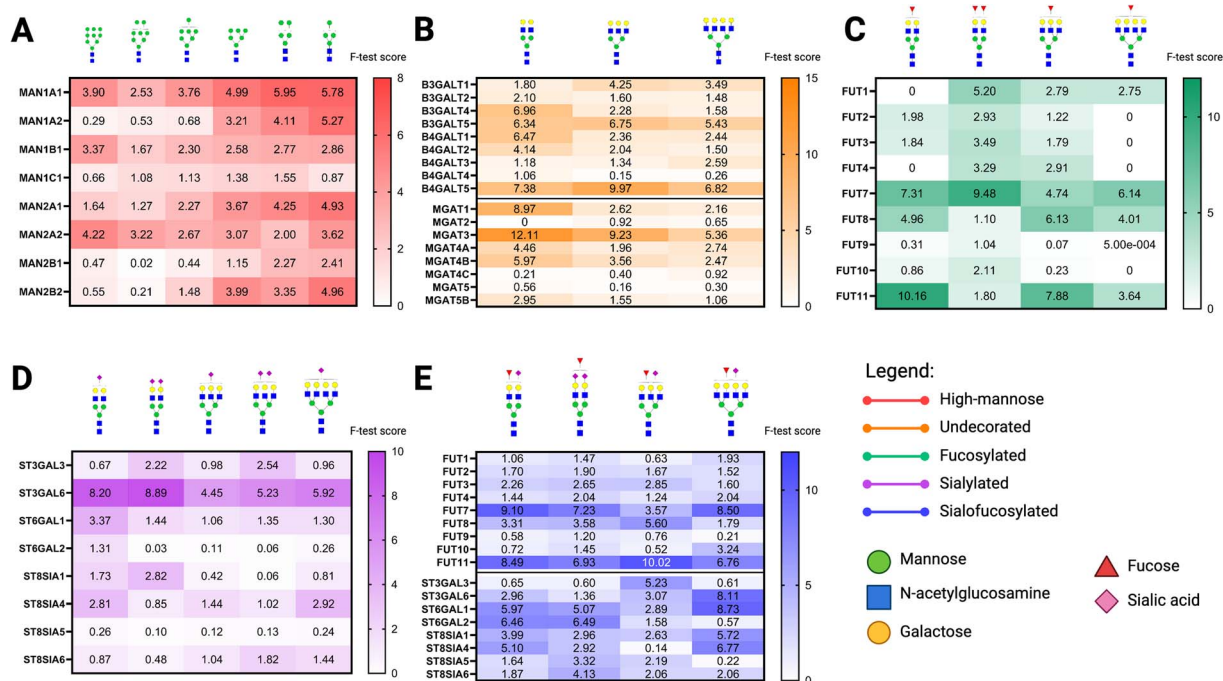 A
F-test score
MAN1A1 3.90 2.53 3.76 4.99 5.95 5.78
MAN1A2 0.29 0.53 0.68 3.21 4.11 5.27
MAN1B1 3.37 1.67 2.30 2.58 2.77 2.86
MAN1C1 0.66 1.08 1.13 1.38 1.55 0.87
MAN2A1 1.64 1.27 2.27 3.67 4.25 4.93
MAN2A2 4.22 3.22 2.67 3.07 2.00 3.62
MAN2B1 0.47 0.02 0.44 1.15 2.27 2.41
MAN2B2 0.55 0.21 1.48 3.99 3.35 4.96
8
6
4
2
0
B
F-test score
B3GALT1 1.80 4.25 3.49
B3GALT2 2.10 1.60 1.48
B3GALT4 6.96 2.28 1.58
B3GALT5 6.34 6.75 5.43
B4GALT1 6.47 2.36 2.44
B4GALT2 4.14 2.04 1.50
B4GALT3 1.18 1.34 2.59
B4GALT4 1.06 0.15 0.26
B4GALT5 7.38 9.97 6.82
MGAT1 8.97 2.62 2.16
MGAT2 0 0.92 0.65
MGAT3 12.11 9.23 5.36
MGAT4A 4.46 1.96 2.74
MGAT4B 5.97 3.56 2.47
MGAT4C 0.21 0.40 0.92
MGAT5 0.56 0.16 0.30
MGAT5B 2.95 1.55 1.06
15
10
5
0
C
F-test score
FUT1 0 5.20 2.79 2.75
FUT2 1.98 2.93 1.22 0
FUT3 1.84 3.49 1.79 0
FUT4 0 3.29 2.91 0
FUT7 7.31 9.48 4.74 6.14
FUT8 4.96 1.10 6.13 4.01
FUT9 0.31 1.04 0.07 5.00e-004
FUT10 0.86 2.11 0.23 0
FUT11 10.16 1.80 7.88 3.64
10
5
0
D
F-test score
ST3GAL3 0.67 2.22 0.98 2.54 0.96
ST3GAL6 8.20 8.89 4.45 5.23 5.92
ST6GAL1 3.37 1.44 1.06 1.35 1.30
ST6GAL2 1.31 0.03 0.11 0.06 0.26
ST8SIA1 1.73 2.82 0.42 0.06 0.81
ST8SIA4 2.81 0.85 1.44 1.02 2.92
ST8SIA5 0.26 0.10 0.12 0.13 0.24
ST8SIA6 0.87 0.48 1.04 1.82 1.44
10
8
6
4
2
0
E
F-test score
FUT1 1.06 1.47 0.63 1.93
FUT2 1.70 1.90 1.67 1.52
FUT3 2.26 2.65 2.85 1.60
FUT4 1.44 2.04 1.24 2.04
FUT7 9.10 7.23 3.57 8.50
FUT8 3.31 3.58 5.60 1.79
FUT9 0.58 1.20 0.76 0.21
FUT10 0.72 1.45 0.52 3.24
FUT11 8.49 6.93 10.02 6.76
ST3GAL3 0.65 0.60 5.23 0.61
ST3GAL6 2.96 1.36 3.07 8.11
ST6GAL1 5.97 5.07 2.89 8.73
ST6GAL2 6.46 6.49 1.58 0.57
ST8SIA1 3.99 2.96 2.63 5.72
ST8SIA4 5.10 2.92 0.14 6.77
ST8SIA5 1.64 3.32 2.19 0.22
ST8SIA6 1.87 4.13 2.06 2.06
10
5
0
Legend:
High-mannose
Undecorated
Fucosylated
Sialylated
Sialofucosylated
Mannose
N-acetylglucosamine
Galactose
Fucose
Sialic acid